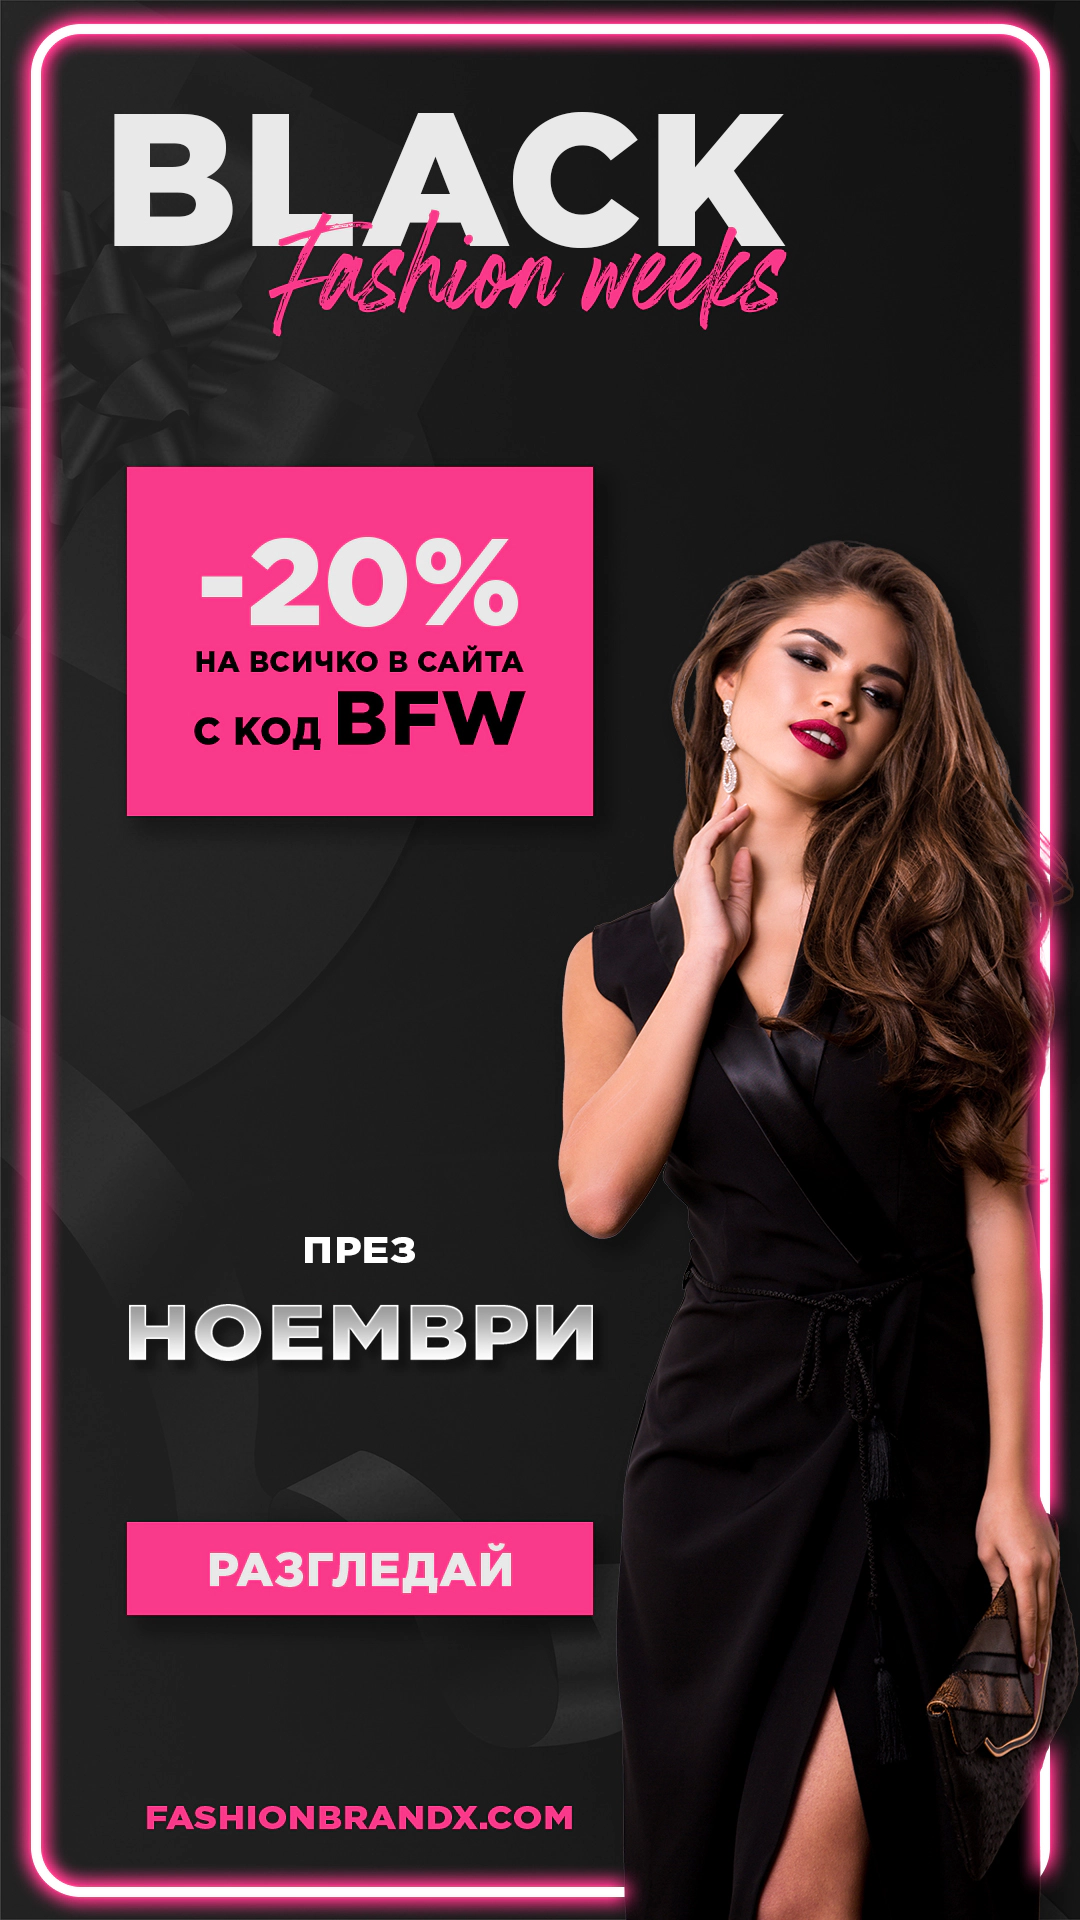 BLACK
Fashion weeks
-20%
НА ВСИЧКО В САЙТА
С КОД BFW
ПРЕЗ
НОЕМВРИ
РАЗГЛЕДАЙ
FASHIONBRANDX.COM